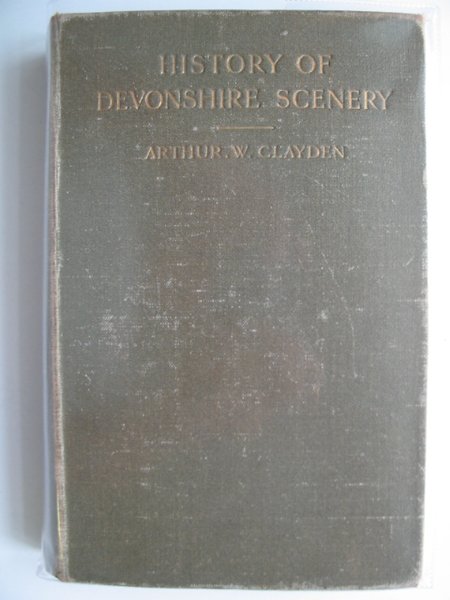 HISTORY OF
DEVONSHIRE SCENERY
ARTHUR. W. CLAYDEN